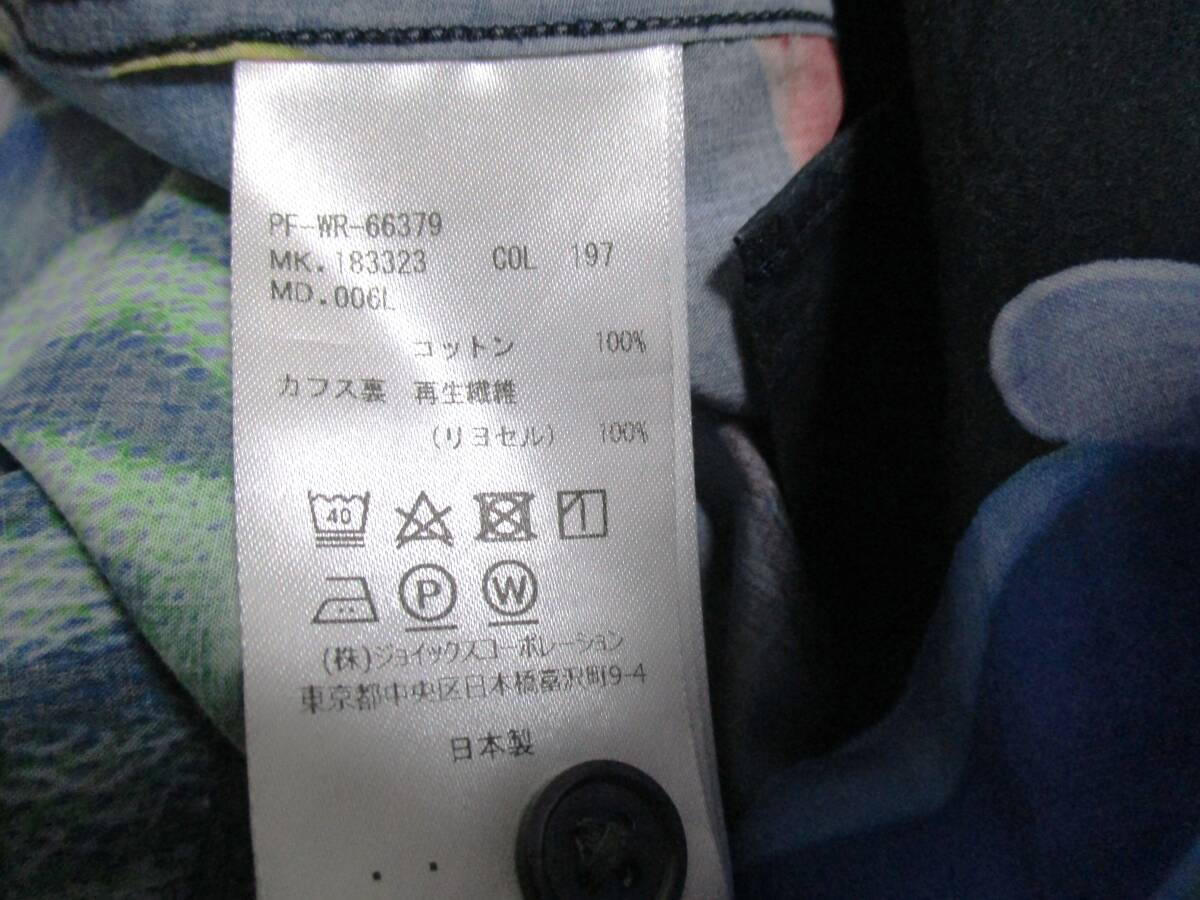 PF-WR-66379
MK.183323 COL 197
MD.006L
コットン 100%
カフス裏 再生繊維
(リヨセル) 100%
40
P W
(株)ジョイックスコーポレーション
東京都中央区日本橋富沢町9-4
日本製